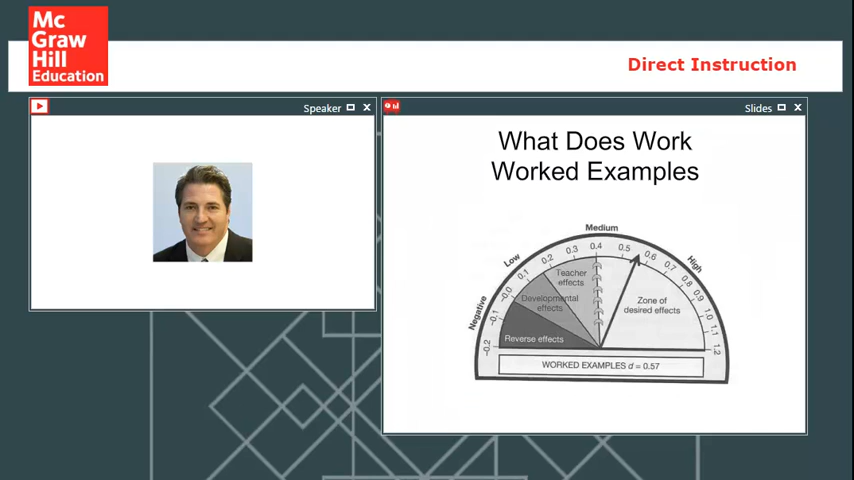 Mc
Graw
Hill
Education
Direct Instruction
Speaker
Slides
What Does Work
Worked Examples
Negative
Low
Medium
High
-0.2
-0.1
-0.0
0.1
0.2
0.3
0.4
0.5
0.6
0.7
0.8
0.9
1.0
1.1
1.2
Teacher
effects
Developmental
effects
Reverse effects
Zone of
desired effects
WORKED EXAMPLES d = 0.57